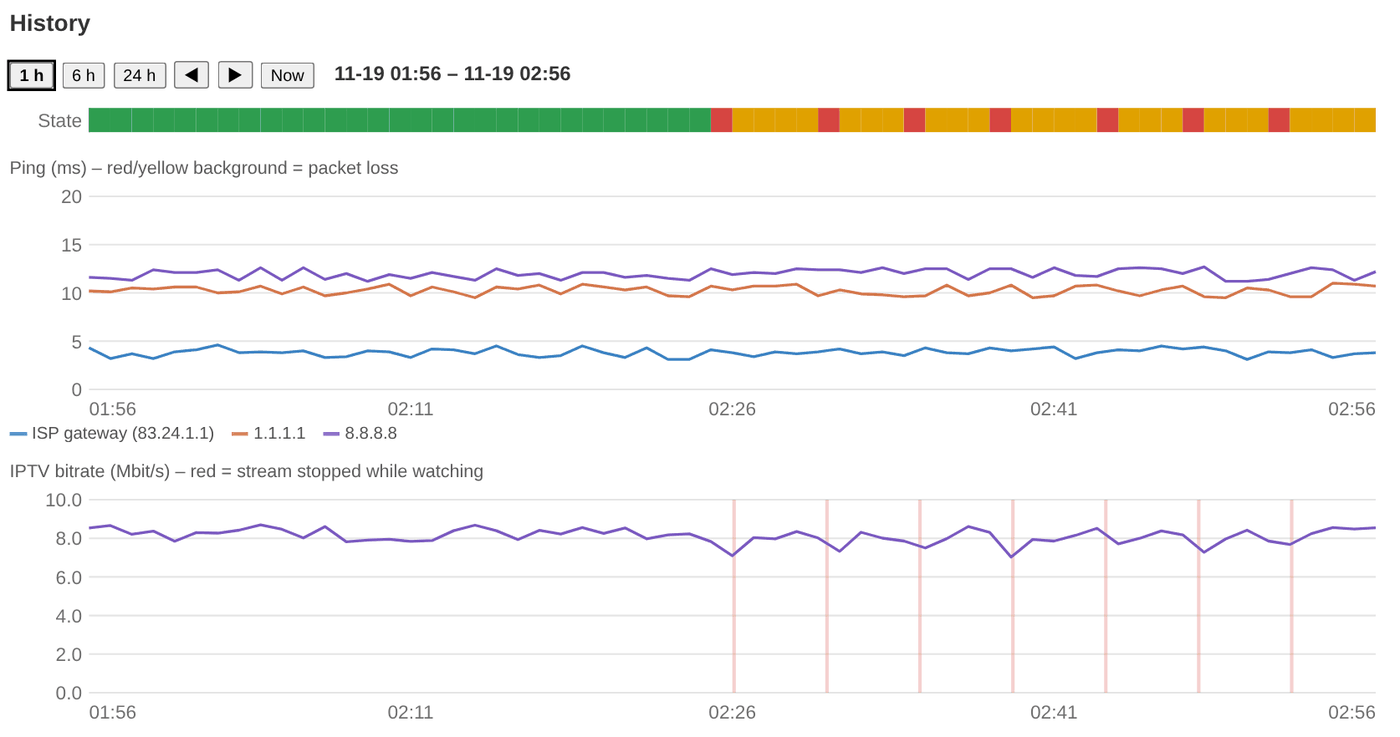 History
1 h 6 h 24 h ◀ ▶ Now 11-19 01:56 – 11-19 02:56
State
Ping (ms) – red/yellow background = packet loss
20
15
10
5
0
01:56 02:11 02:26 02:41 02:56
ISP gateway (83.24.1.1) 1.1.1.1 8.8.8.8
IPTV bitrate (Mbit/s) – red = stream stopped while watching
10.0
8.0
6.0
4.0
2.0
0.0
01:56 02:11 02:26 02:41 02:56